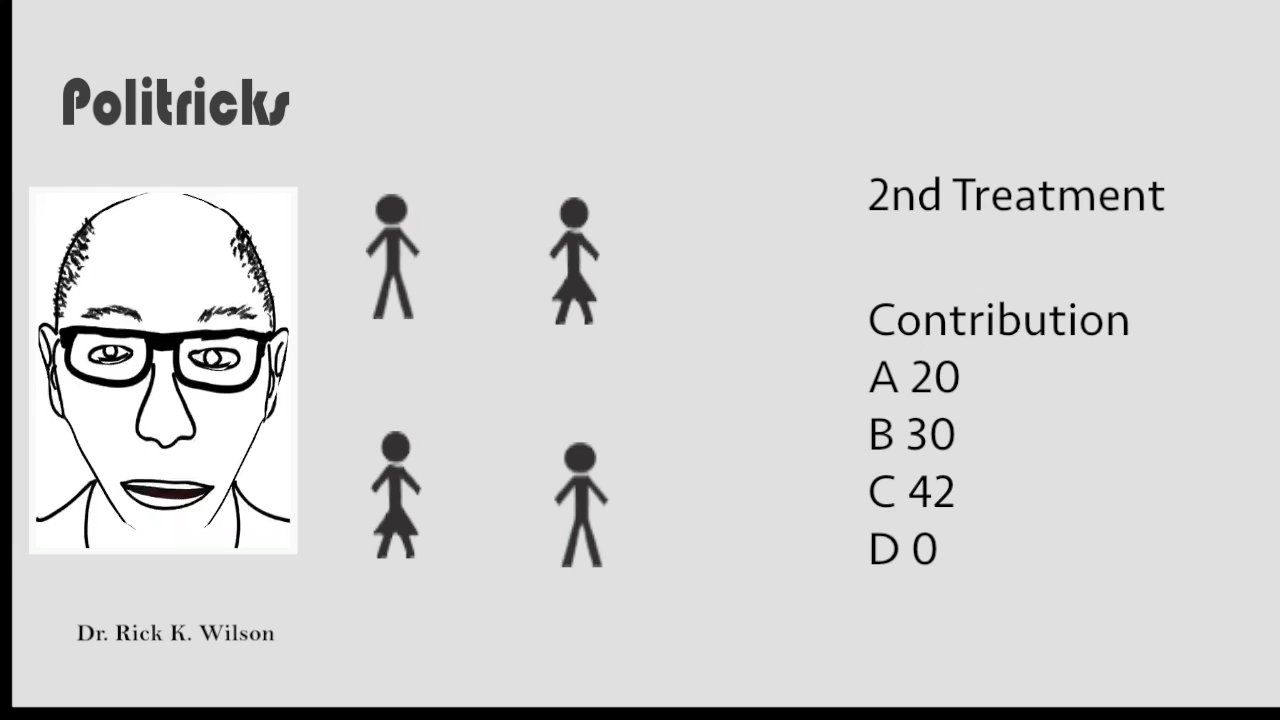 Politricks
2nd Treatment
Contribution
A 20
B 30
C 42
D 0
Dr. Rick K. Wilson